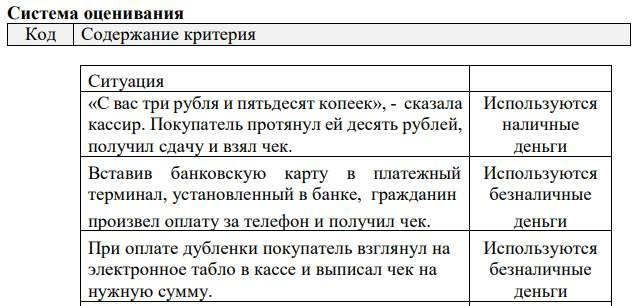 Система оценивания
Код Содержание критерия
Ситуация
«С вас три рубля и пятьдесят копеек», - сказала Используются
кассир. Покупатель протянул ей десять рублей, наличные
получил сдачу и взял чек. деньги
Вставив банковскую карту в платежный Используются
терминал, установленный в банке, гражданин безналичные
произвел оплату за телефон и получил чек. деньги
При оплате дубленки покупатель взглянул на Используются
электронное табло в кассе и выписал чек на безналичные
нужную сумму. деньги